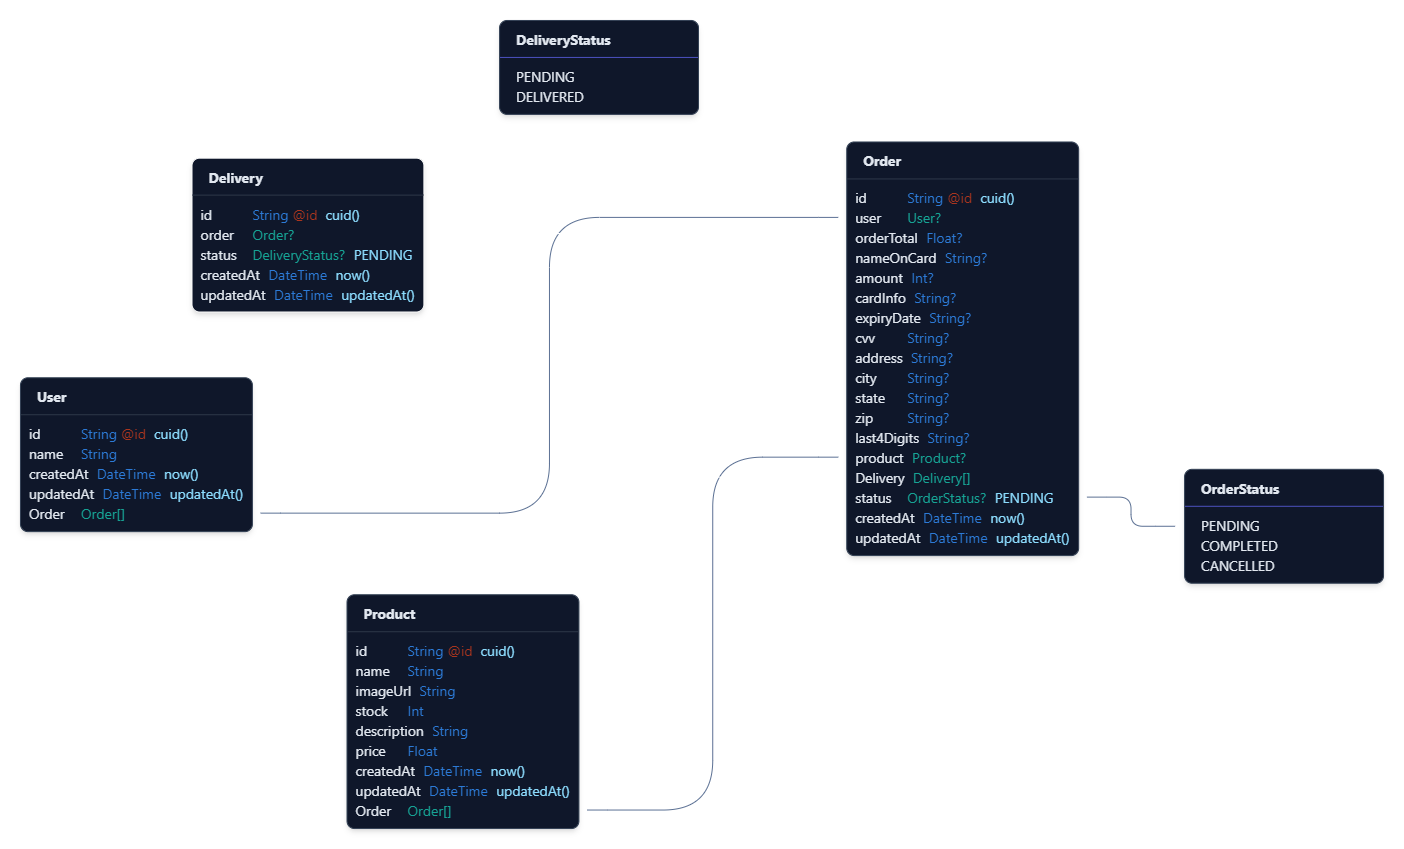 DeliveryStatus
PENDING
DELIVERED
Delivery
id String @id cuid()
order Order?
status DeliveryStatus? PENDING
createdAt DateTime now()
updatedAt DateTime updatedAt()
Order
id String @id cuid()
user User?
orderTotal Float?
nameOnCard String?
amount Int?
cardInfo String?
expiryDate String?
cvv String?
address String?
city String?
state String?
zip String?
last4Digits String?
product Product?
Delivery Delivery[]
status OrderStatus? PENDING
createdAt DateTime now()
updatedAt DateTime updatedAt()
User
id String @id cuid()
name String
createdAt DateTime now()
updatedAt DateTime updatedAt()
Order Order[]
OrderStatus
PENDING
COMPLETED
CANCELLED
Product
id String @id cuid()
name String
imageUrl String
stock Int
description String
price Float
createdAt DateTime now()
updatedAt DateTime updatedAt()
Order Order[]